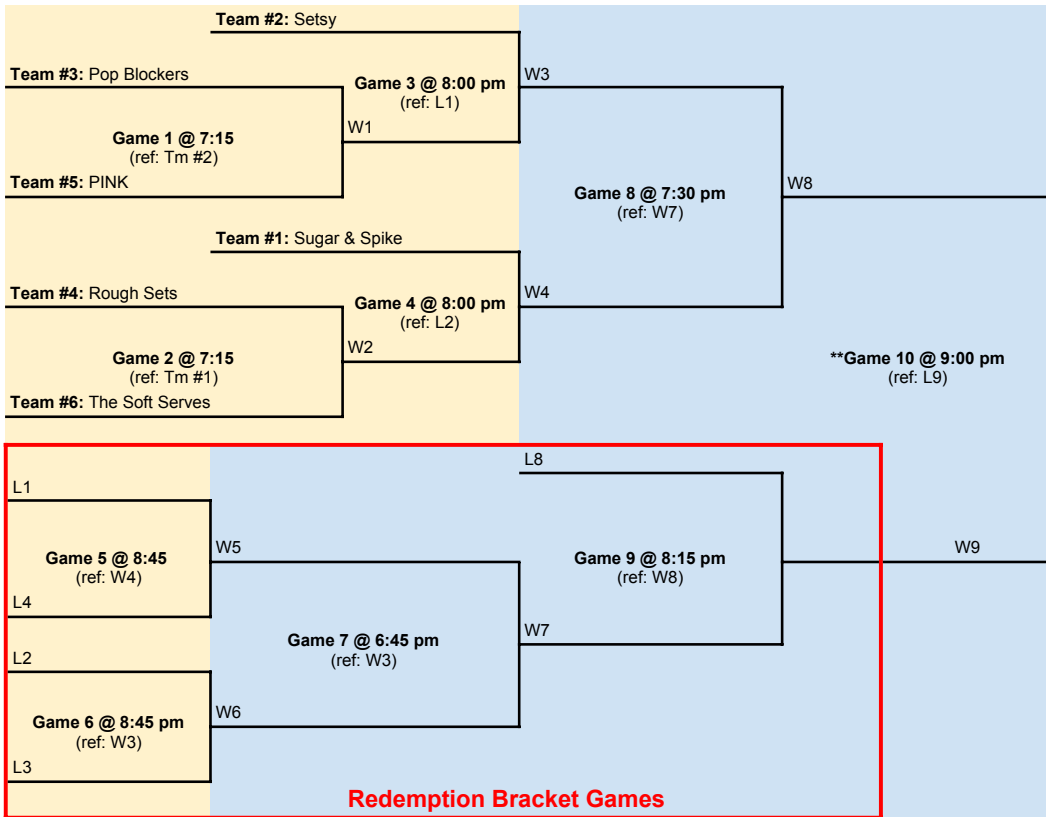 Team #2: Setsy
Team #3: Pop Blockers
Game 3 @ 8:00 pm
(ref: L1)
W3
Game 1 @ 7:15
(ref: Tm #2)
W1
Team #5: PINK
Game 8 @ 7:30 pm
(ref: W7)
W8
Team #1: Sugar & Spike
Team #4: Rough Sets
Game 4 @ 8:00 pm
(ref: L2)
W4
Game 2 @ 7:15
(ref: Tm #1)
W2
**Game 10 @ 9:00 pm
(ref: L9)
Team #6: The Soft Serves
L8
L1
Game 5 @ 8:45
(ref: W4)
W5
Game 9 @ 8:15 pm
(ref: W8)
W9
L4
Game 7 @ 6:45 pm
(ref: W3)
W7
L2
Game 6 @ 8:45 pm
(ref: W3)
W6
L3
Redemption Bracket Games